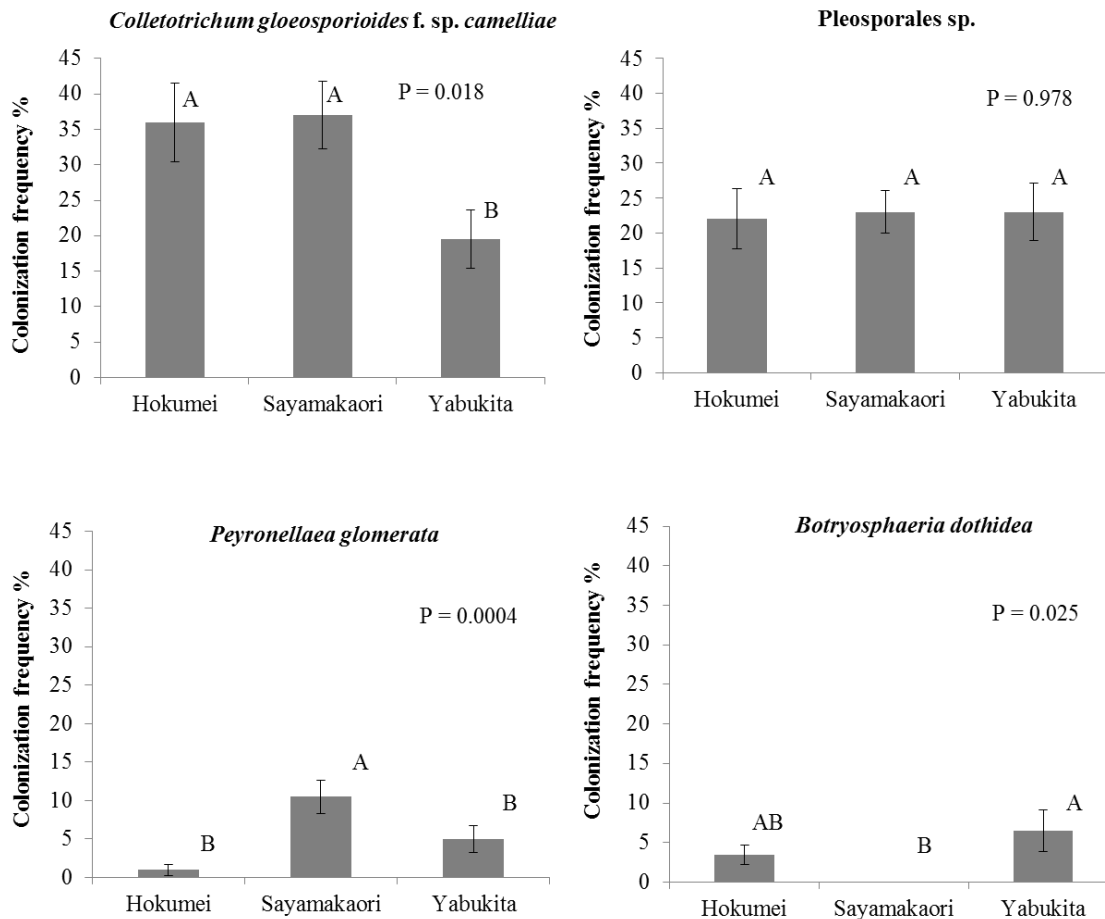 Colletotrichum gloeosporioides f. sp. camelliae
Colonization frequency %
45
40
35
30
25
20
15
10
5
0
P = 0.018
A
A
B
Hokumei Sayamakaori Yabukita
Pleosporales sp.
Colonization frequency %
45
40
35
30
25
20
15
10
5
0
P = 0.978
A
A
A
Hokumei Sayamakaori Yabukita
Peyronellaea glomerata
Colonization frequency %
45
40
35
30
25
20
15
10
5
0
P = 0.0004
B
A
B
Hokumei Sayamakaori Yabukita
Botryosphaeria dothidea
Colonization frequency %
45
40
35
30
25
20
15
10
5
0
P = 0.025
AB
B
A
Hokumei Sayamakaori Yabukita